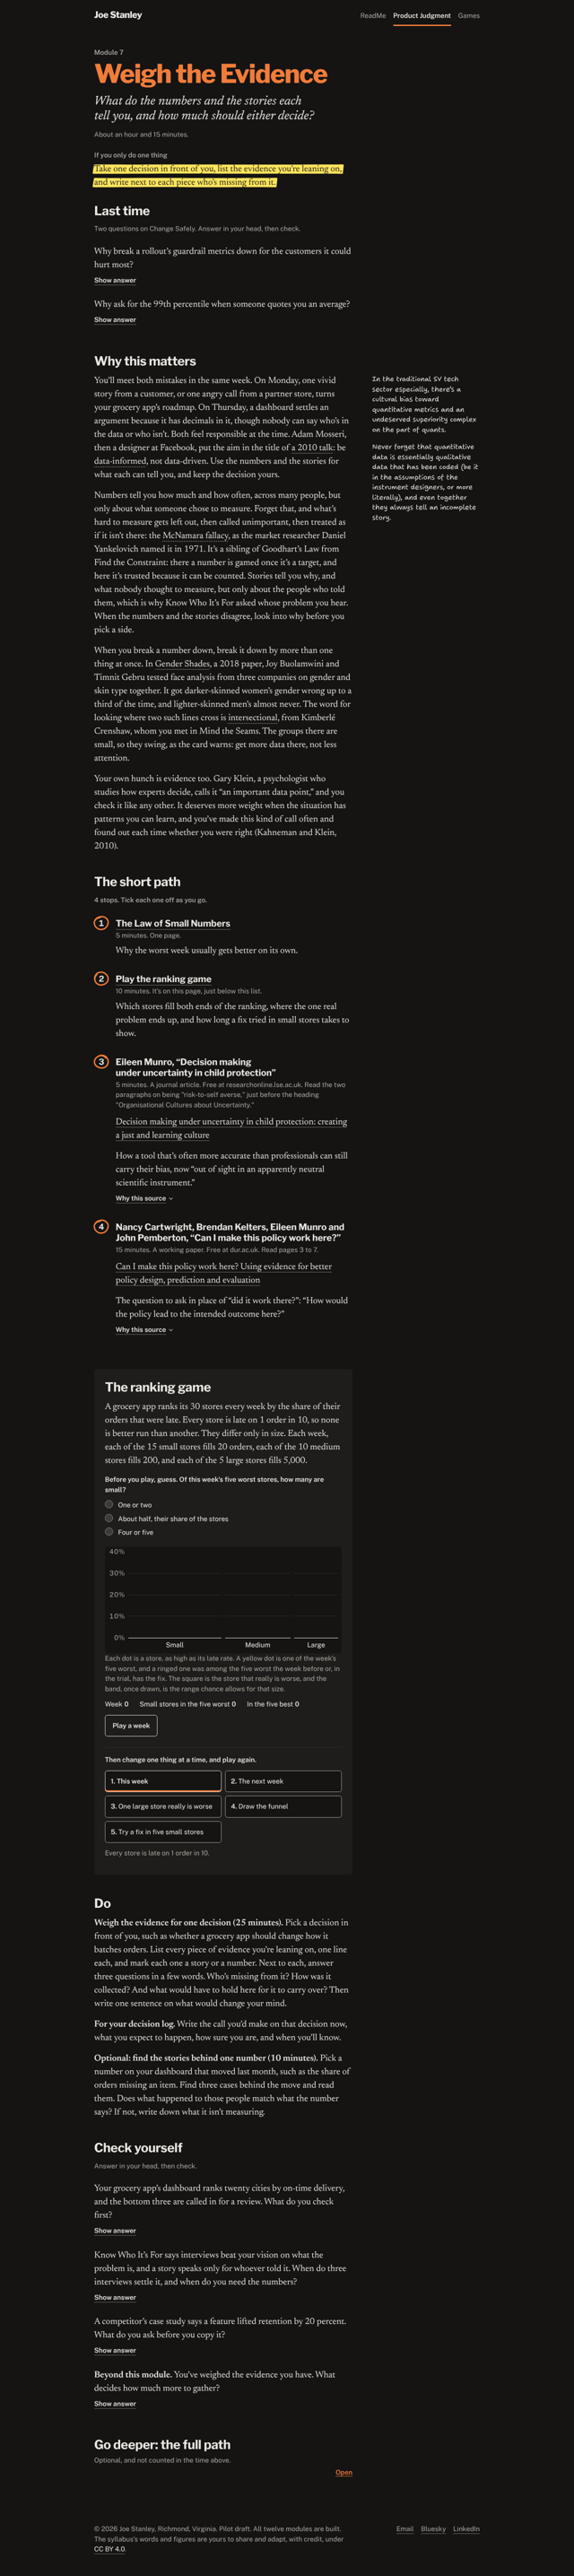 Joe Stanley
ReadMe Product Judgment Games
Module 7
Weigh the Evidence
What do the numbers and the stories each
tell you, and how much should either decide?
About an hour and 15 minutes.
If you only do one thing
Take one decision in front of you, list the evidence you're leaning on,
and write next to each piece who's missing from it.
Last time
Two questions on Change Safely. Answer in your head, then check.
Why break a rollout's guardrail metrics down for the customers it could
hurt most?
Show answer
Why ask for the 99th percentile when someone quotes you an average?
Show answer
Why this matters
You'll meet both mistakes in the same week. On Monday, one vivid
story from a customer, or one angry call from a partner store, turns
your grocery app's roadmap. On Thursday, a dashboard settles an
argument because it has decimals in it, though nobody can say who's in
the data or who isn't. Both feel responsible at the time. Adam Mosseri,
then a designer at Facebook, put the aim in the title of a 2010 talk: be
data-informed, not data-driven. Use the numbers and the stories for
what each can tell you, and keep the decision yours.
In the traditional SV tech
sector especially, there's a
cultural bias toward
quantitative metrics and an
undeserved superiority complex
on the part of quants.
Never forget that quantitative
data is essentially qualitative
data that has been coded (be it
in the assumptions of the
instrument designers, or more
literally), and even together
they always tell an incomplete
story.
Numbers tell you how much and how often, across many people, but
only about what someone chose to measure. Forget that, and what's
hard to measure gets left out, then called unimportant, then treated as
if it isn't there: the McNamara fallacy, as the market researcher Daniel
Yankelovich named it in 1971. It's a sibling of Goodhart's Law from
Find the Constraint: there a number is gamed once it's a target, and
here it's trusted because it can be counted. Stories tell you why, and
what nobody thought to measure, but only about the people who told
them, which is why Know Who It's For asked whose problem you hear.
When the numbers and the stories disagree, look into why before you
pick a side.
When you break a number down, break it down by more than one
thing at once. In Gender Shades, a 2018 paper, Joy Buolamwini and
Timnit Gebru tested face analysis from three companies on gender and
skin type together. It got darker-skinned women's gender wrong up to a
third of the time, and lighter-skinned men's almost never. The word for
looking where two such lines cross is intersectional, from Kimberlé
Crenshaw, whom you met in Mind the Seams. The groups there are
small, so they swing, as the card warns: get more data there, not less
attention.
Your own hunch is evidence too. Gary Klein, a psychologist who
studies how experts decide, calls it “an important data point,” and you
check it like any other. It deserves more weight when the situation has
patterns you can learn, and you've made this kind of call often and
found out each time whether you were right (Kahneman and Klein,
2010).
The short path
4 stops. Tick each one off as you go.
1 The Law of Small Numbers
5 minutes. One page.
Why the worst week usually gets better on its own.
2 Play the ranking game
10 minutes. It's on this page, just below this list.
Which stores fill both ends of the ranking, where the one real
problem ends up, and how long a fix tried in small stores takes to
show.
3 Eileen Munro, “Decision making
under uncertainty in child protection”
5 minutes. A journal article. Free at researchonline.lse.ac.uk. Read the two
paragraphs on being "risk-to-self averse," just before the heading
"Organisational Cultures about Uncertainty."
Decision making under uncertainty in child protection: creating
a just and learning culture
How a tool that's often more accurate than professionals can still
carry their bias, now “out of sight in an apparently neutral
scientific instrument.”
Why this source
4 Nancy Cartwright, Brendan Kelters, Eileen Munro and
John Pemberton, “Can I make this policy work here?”
15 minutes. A working paper. Free at dur.ac.uk. Read pages 3 to 7.
Can I make this policy work here? Using evidence for better
policy design, prediction and evaluation
The question to ask in place of “did it work there?”: “How would
the policy lead to the intended outcome here?”
Why this source
The ranking game
A grocery app ranks its 30 stores every week by the share of their
orders that were late. Every store is late on 1 order in 10, so none
is better run than another. They differ only in size. Each week,
each of the 15 small stores fills 20 orders, each of the 10 medium
stores fills 200, and each of the 5 large stores fills 5,000.
Before you play, guess. Of this week's five worst stores, how many are
small?
One or two
About half, their share of the stores
Four or five
40%
30%
20%
10%
0%
Small Medium Large
Each dot is a store, as high as its late rate. A yellow dot is one of the week's
five worst, and a ringed one was among the five worst the week before or, in
the trial, has the fix. The square is the store that really is worse, and the
band, once drawn, is the range chance allows for that size.
Week 0 Small stores in the five worst 0 In the five best 0
Play a week
Then change one thing at a time, and play again.
1. This week
2. The next week
3. One large store really is worse
4. Draw the funnel
5. Try a fix in five small stores
Every store is late on 1 order in 10.
Do
Weigh the evidence for one decision (25 minutes). Pick a decision in
front of you, such as whether a grocery app should change how it
batches orders. List every piece of evidence you're leaning on, one line
each, and mark each one a story or a number. Next to each, answer
three questions in a few words. Who's missing from it? How was it
collected? And what would have to hold here for it to carry over? Then
write one sentence on what would change your mind.
For your decision log. Write the call you'd make on that decision now,
what you expect to happen, how sure you are, and when you'll know.
Optional: find the stories behind one number (10 minutes). Pick a
number on your dashboard that moved last month, such as the share of
orders missing an item. Find three cases behind the move and read
them. Does what happened to those people match what the number
says? If not, write down what it isn't measuring.
Check yourself
Answer in your head, then check.
Your grocery app's dashboard ranks twenty cities by on-time delivery,
and the bottom three are called in for a review. What do you check
first?
Show answer
Know Who It's For says interviews beat your vision on what the
problem is, and a story speaks only for whoever told it. When do three
interviews settle it, and when do you need the numbers?
Show answer
A competitor's case study says a feature lifted retention by 20 percent.
What do you ask before you copy it?
Show answer
Beyond this module. You've weighed the evidence you have. What
decides how much more to gather?
Show answer
Go deeper: the full path
Optional, and not counted in the time above.
Open
© 2026 Joe Stanley, Richmond, Virginia. Pilot draft. All twelve modules are built.
The syllabus's words and figures are yours to share and adapt, with credit, under
CC BY 4.0.
Email Bluesky LinkedIn